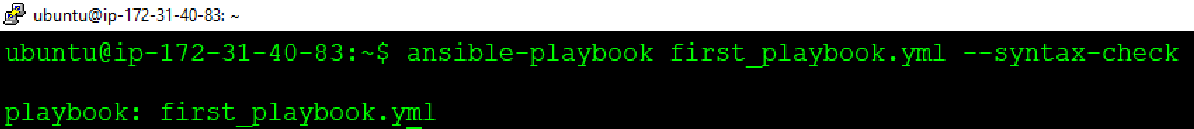 ubuntu@ip-172-31-40-83: ~
ubuntu@ip-172-31-40-83:~$ ansible-playbook first_playbook.yml --syntax-check
playbook: first_playbook.yml